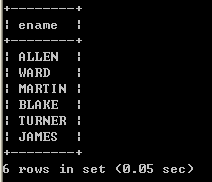 +--------+
¦ ename  ¦
+--------+
¦ ALLEN  ¦
¦ WARD   ¦
¦ MARTIN ¦
¦ BLAKE  ¦
¦ TURNER ¦
¦ JAMES  ¦
+--------+
6 rows in set (0.05 sec)